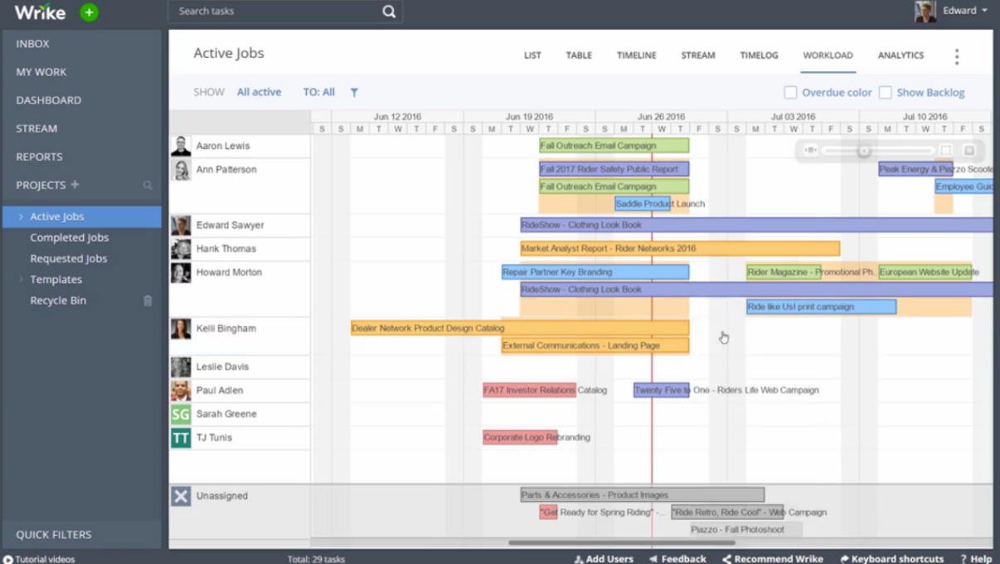 Wrike
Search tasks
Edward
INBOX
MY WORK
DASHBOARD
STREAM
REPORTS
PROJECTS
Active Jobs
Completed Jobs
Requested Jobs
Templates
Recycle Bin
QUICK FILTERS
Tutorial videos
Active Jobs
LIST TABLE TIMELINE STREAM TIMELOG WORKLOAD ANALYTICS
SHOW All active TO: All Overdue color Show Backlog
Jun 12 2016 Jun 19 2016 Jun 26 2016 Jul 03 2016 Jul 10 2016
S S M T W T F S S M T W T F S S M T W T F S S M T W T F S S M T W T F S
Aaron Lewis Fall Outreach Email Campaign
Ann Patterson Fall 2017 Rider Safety Public Report Peak Energy & Piazzo Scoote
Fall Outreach Email Campaign Employee Guid
Saddle Product Launch
Edward Sawyer RideShow - Clothing Look Book
Hank Thomas Market Analyst Report - Rider Networks 2016
Howard Morton Repair Partner Key Branding Rider Magazine - Promotional Ph... European Website Update
RideShow - Clothing Look Book
Ride like Us! print campaign
Kelli Bingham Dealer Network Product Design Catalog
External Communications - Landing Page
Leslie Davis
Paul Adlen FA17 Investor Relations Catalog Twenty Five to One - Riders Life Web Campaign
SG Sarah Greene
TT TJ Tunis Corporate Logo Rebranding
Unassigned Parts & Accessories - Product Images
"Get Ready for Spring Riding" -... "Ride Retro, Ride Cool" - Web Campaign
Piazzo - Fall Photoshoot
Total: 29 tasks Add Users Feedback Recommend Wrike Keyboard shortcuts ? Help